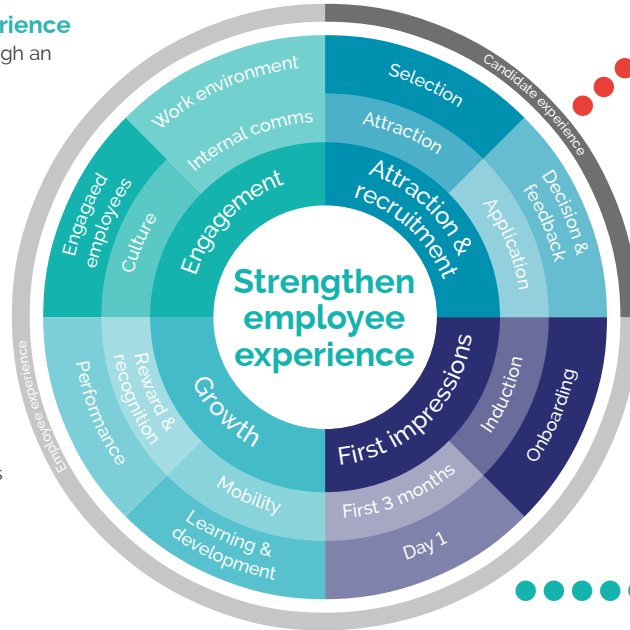 rience
gh an
Candidate experience
Selection
Attraction
Attraction &
recruitment
Decision &
feedback
Application
Onboarding
Induction
First impressions
First 3 months
Day 1
Learning &
development
Mobility
Growth
Reward &
recognition
Performance
Employee experience
Engagaed
employees
Culture
Engagement
Work environment
Internal comms
Strengthen
employee
experience
s